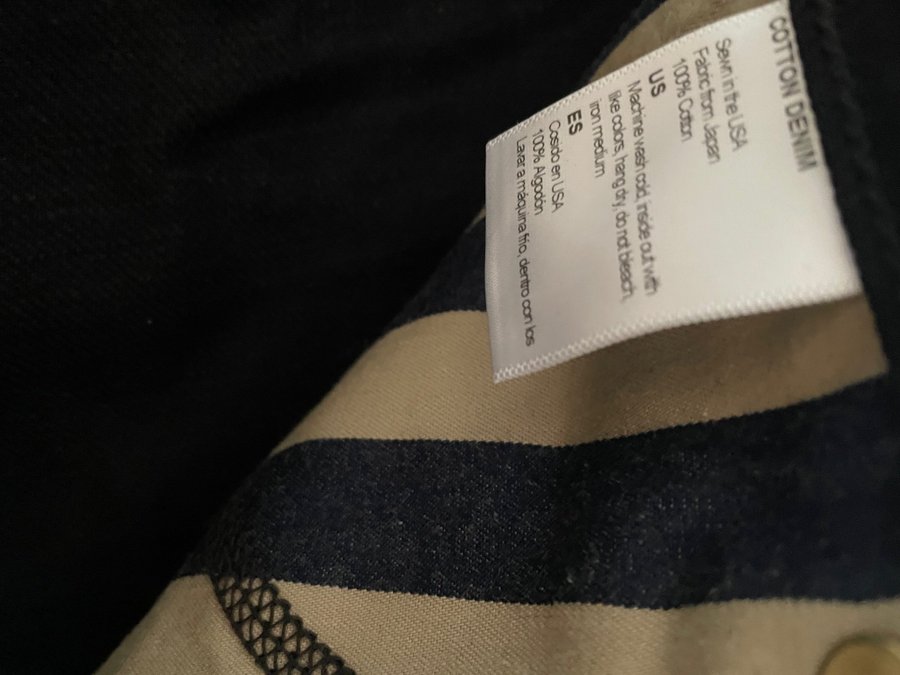 COTTON DENIM
Sewn in the USA
Fabric from Japan
100% Cotton
US
Machine wash cold, inside out with
like colors, hang dry, do not bleach,
iron medium
ES
Cosido en USA
100% Algodón
Lavar a máquina frio, dentro con los